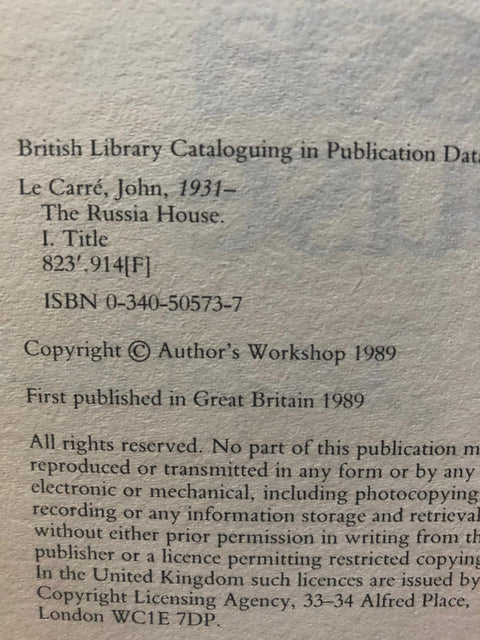 British Library Cataloguing in Publication Data
Le Carré, John, 1931–
The Russia House.
I. Title
823′.914[F]
ISBN 0-340-50573-7
Copyright © Author's Workshop 1989
First published in Great Britain 1989
All rights reserved. No part of this publication m
reproduced or transmitted in any form or by any
electronic or mechanical, including photocopying
recording or any information storage and retrieval
without either prior permission in writing from th
publisher or a licence permitting restricted copying
In the United Kingdom such licences are issued by
Copyright Licensing Agency, 33–34 Alfred Place,
London WC1E 7DP.